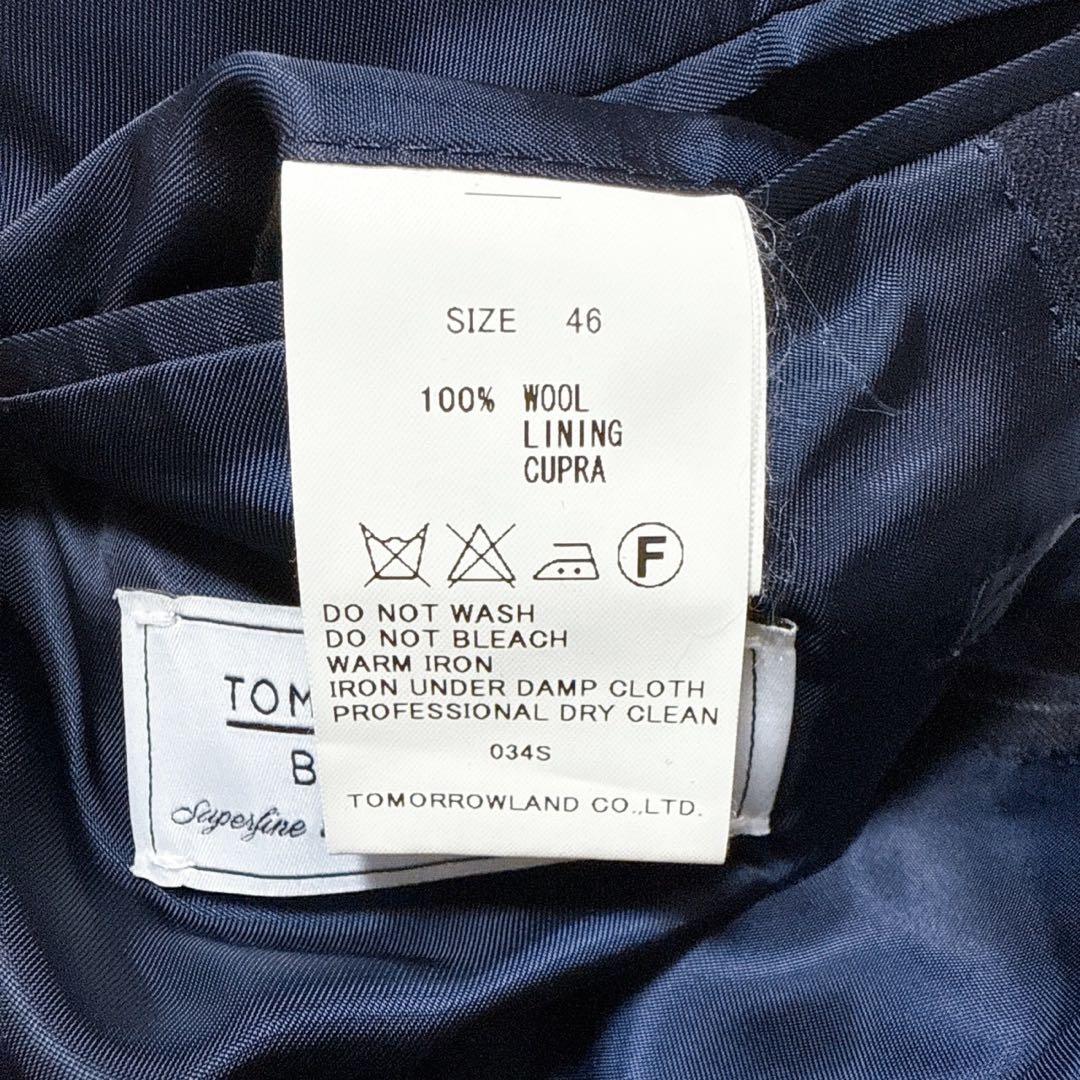 SIZE 46
100% WOOL
LINING
CUPRA
F
DO NOT WASH
DO NOT BLEACH
WARM IRON
IRON UNDER DAMP CLOTH
PROFESSIONAL DRY CLEAN
034S
TOMORROWLAND CO.,LTD.
TOM
B
Superfine